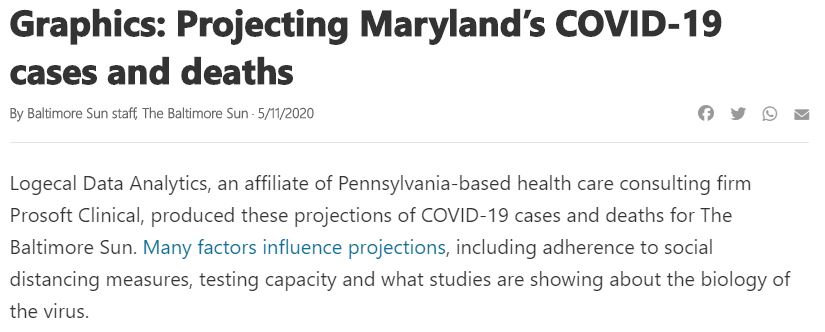 Graphics: Projecting Maryland’s COVID-19
cases and deaths
By Baltimore Sun staff, The Baltimore Sun · 5/11/2020
Logecal Data Analytics, an affiliate of Pennsylvania-based health care consulting firm
Prosoft Clinical, produced these projections of COVID-19 cases and deaths for The
Baltimore Sun. Many factors influence projections, including adherence to social
distancing measures, testing capacity and what studies are showing about the biology of
the virus.